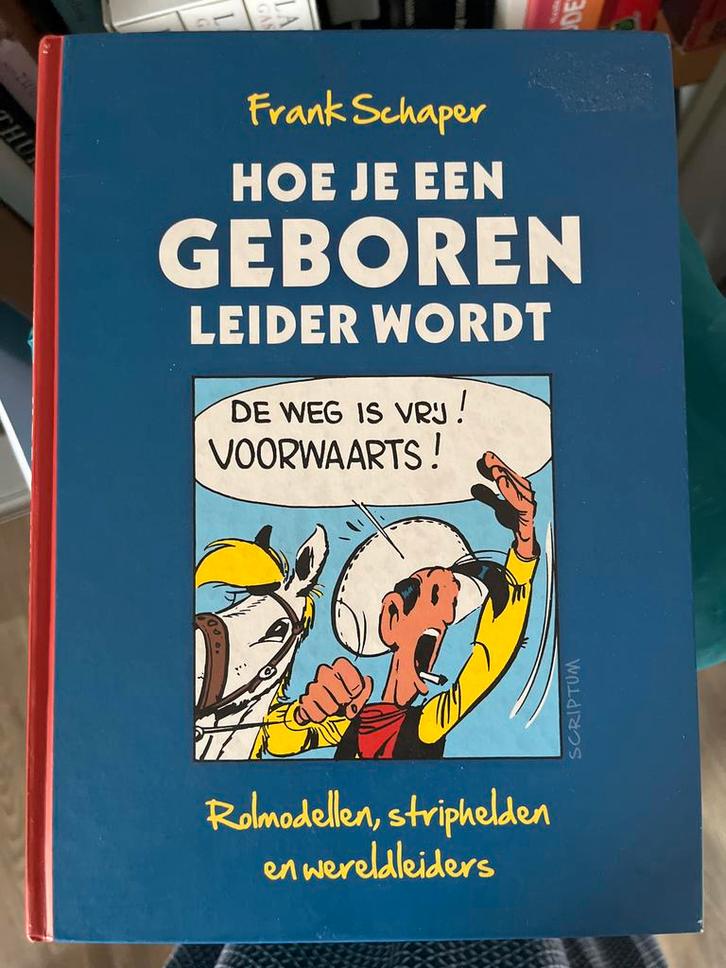 Frank Schaper
HOE JE EEN
GEBOREN
LEIDER WORDT
DE WEG IS VRIJ!
VOORWAARTS!
SCRIPTUM
Rolmodellen, striphelden
en wereldleiders